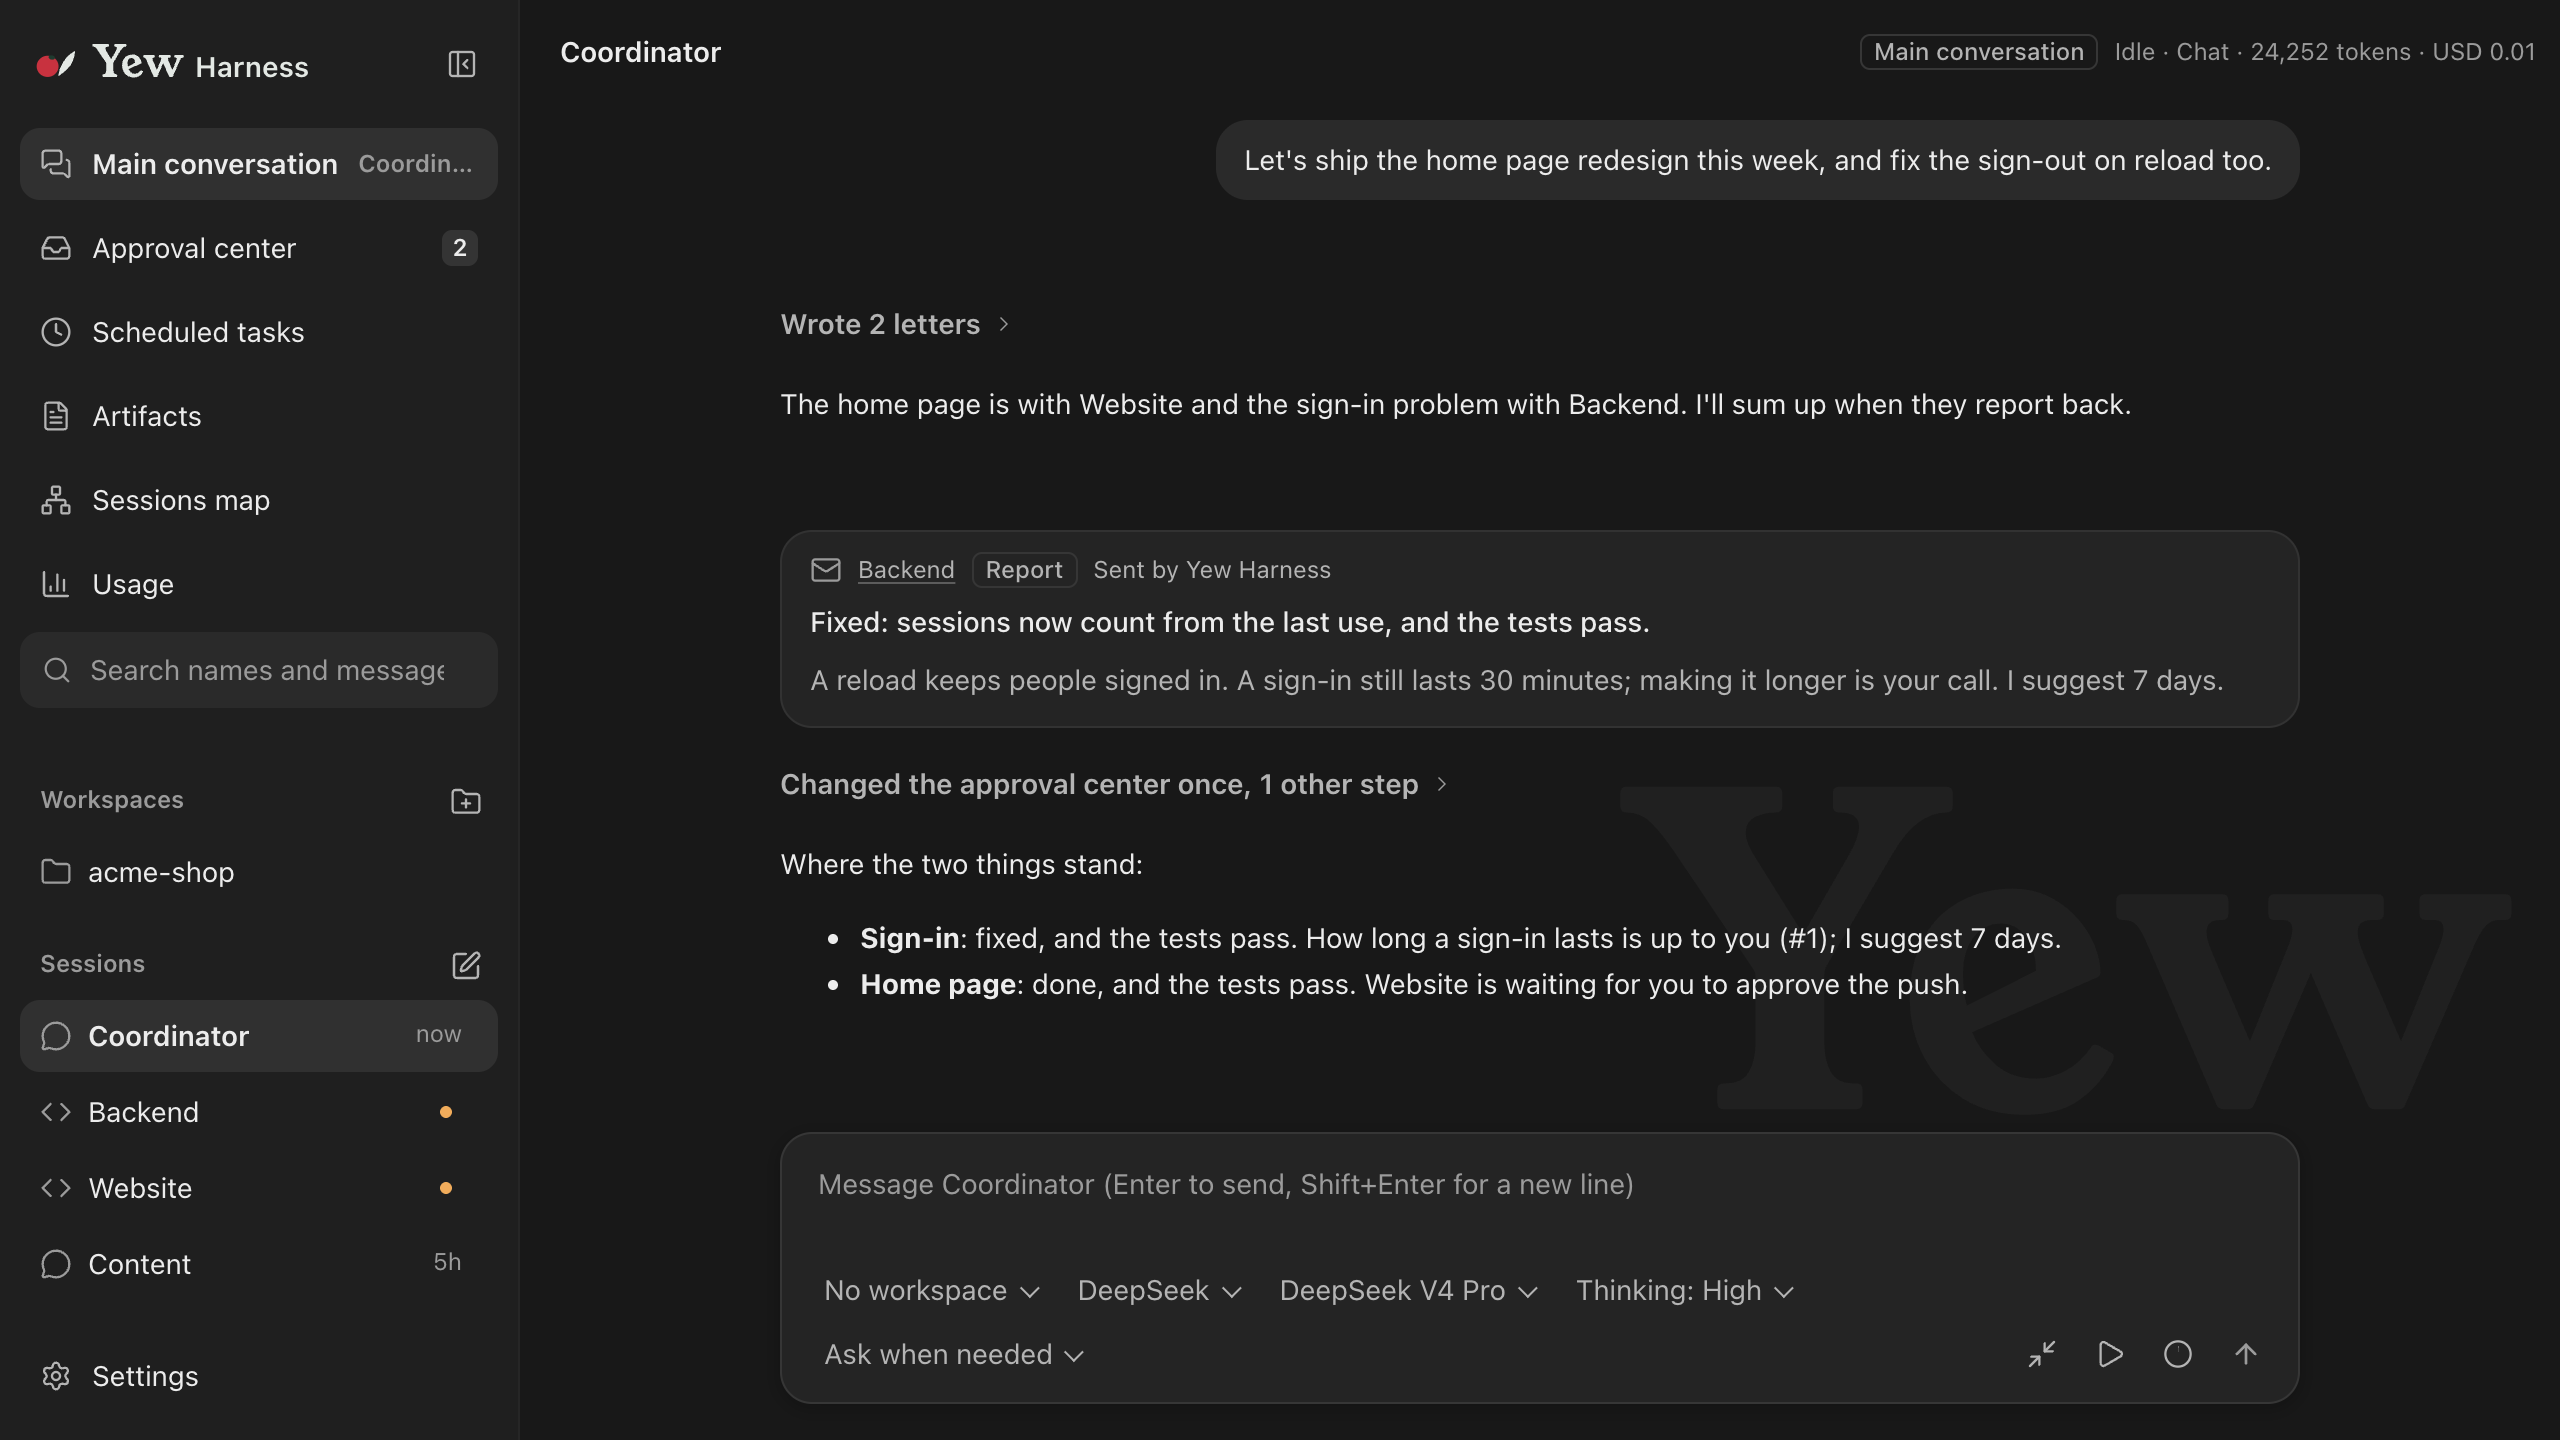 Yew Harness
Main conversation Coordin...
Approval center 2
Scheduled tasks
Artifacts
Sessions map
Usage
Search names and message
Workspaces
acme-shop
Sessions
Coordinator now
Backend
Website
Content 5h
Settings
Coordinator
Main conversation Idle · Chat · 24,252 tokens · USD 0.01
Let's ship the home page redesign this week, and fix the sign-out on reload too.
Wrote 2 letters
The home page is with Website and the sign-in problem with Backend. I'll sum up when they report back.
Backend Report Sent by Yew Harness
Fixed: sessions now count from the last use, and the tests pass.
A reload keeps people signed in. A sign-in still lasts 30 minutes; making it longer is your call. I suggest 7 days.
Changed the approval center once, 1 other step
Where the two things stand:
• Sign-in: fixed, and the tests pass. How long a sign-in lasts is up to you (#1); I suggest 7 days.
• Home page: done, and the tests pass. Website is waiting for you to approve the push.
Yew
Message Coordinator (Enter to send, Shift+Enter for a new line)
No workspace DeepSeek DeepSeek V4 Pro Thinking: High
Ask when needed